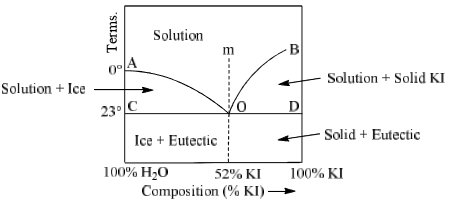 Terms.
Solution
m
B
0° A
Solution + Ice
Solution + Solid KI
23° C
O
D
Ice + Eutectic
Solid + Eutectic
100% H₂O
52% KI
100% KI
Composition (% KI)